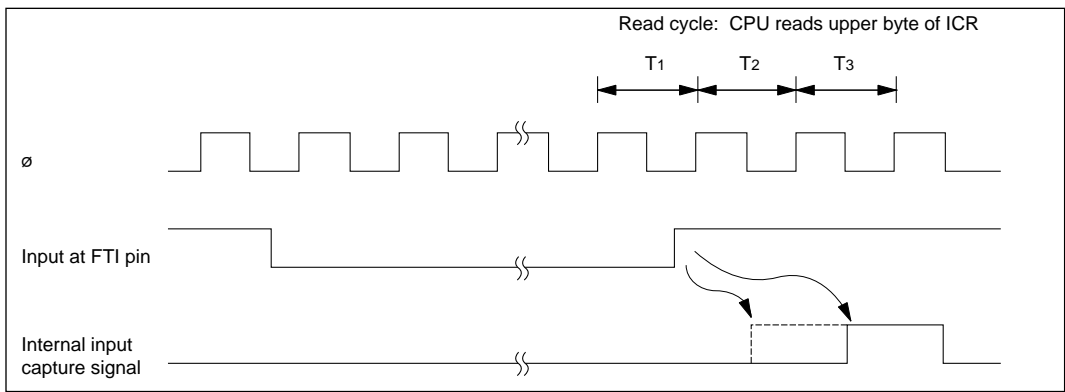 Read cycle: CPU reads upper byte of ICR
T1 T2 T3
ø
Input at FTI pin
Internal input
capture signal